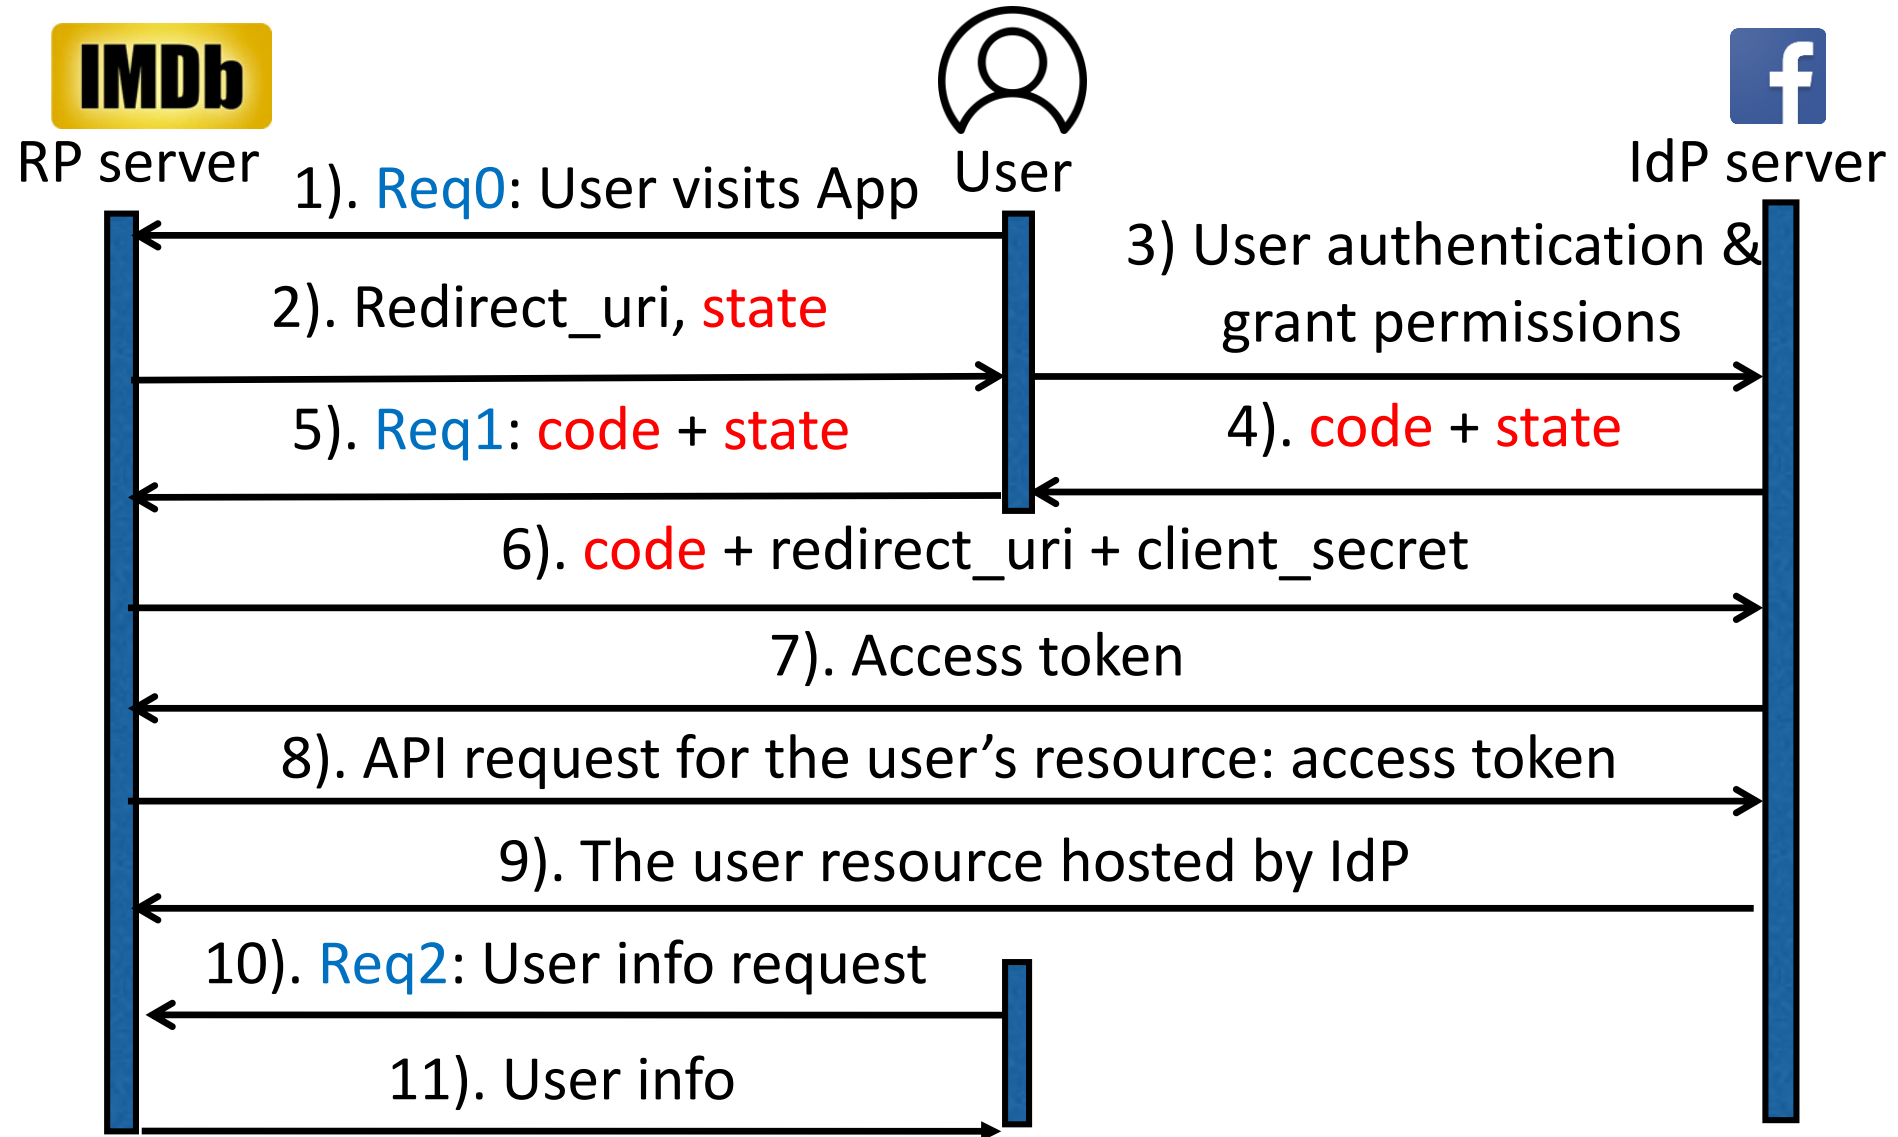 IMDb
f
RP server
User
IdP server
1). Req0: User visits App
2). Redirect_uri, state
3) User authentication &
grant permissions
4). code + state
5). Req1: code + state
6). code + redirect_uri + client_secret
7). Access token
8). API request for the user’s resource: access token
9). The user resource hosted by IdP
10). Req2: User info request
11). User info